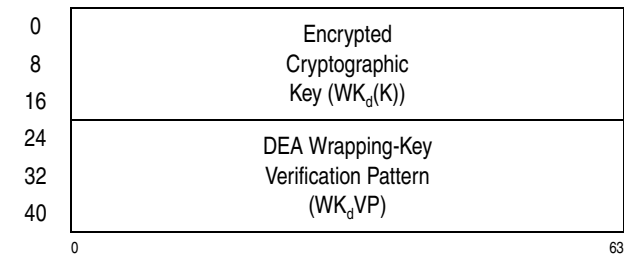 0 Encrypted
8 Cryptographic
16 Key (WKd(K))
24 DEA Wrapping-Key
32 Verification Pattern
40 (WKdVP)
0 63